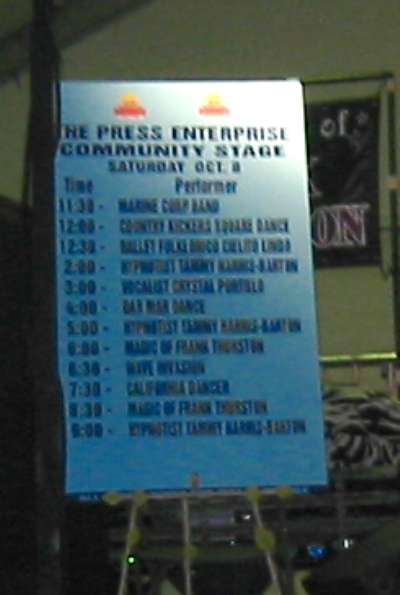 THE PRESS ENTERPRISE
COMMUNITY STAGE
SATURDAY OCT. 8
Time Performer
11:30 - MARINE CORP BAND
12:00 - COUNTRY KICKERS SQUARE DANCE
12:30 - BALLET FOLKLORICO CIELITO LINDO
2:00 - HYPNOTIST TAMMY HARRIS-BARTON
3:00 - VOCALIST CRYSTAL PORTILLO
4:00 - DAR MAR DANCE
5:00 - HYPNOTIST TAMMY HARRIS-BARTON
6:00 - MAGIC OF FRANK THURSTON
6:30 - WAVE INVASION
7:30 - CALIFORNIA DANCER
8:30 - MAGIC OF FRANK THURSTON
9:00 - HYPNOTIST TAMMY HARRIS-BARTON
of
ON